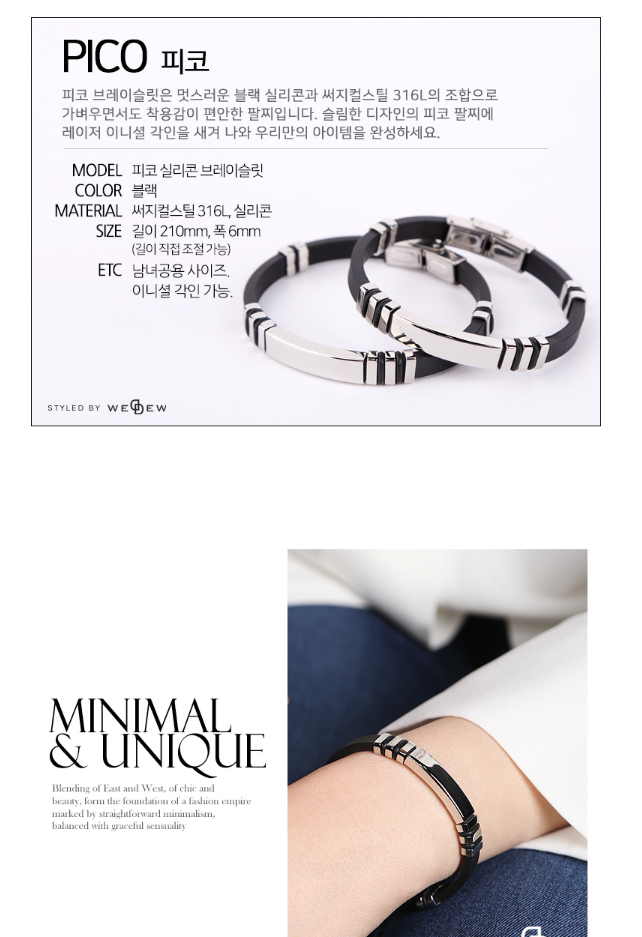 PICO 피코
피코 브레이슬릿은 멋스러운 블랙 실리콘과 써지컬스틸 316L의 조합으로
가벼우면서도 착용감이 편안한 팔찌입니다. 슬림한 디자인의 피코 팔찌에
레이저 이니셜 각인을 새겨 나와 우리만의 아이템을 완성하세요.
MODEL 피코 실리콘 브레이슬릿
COLOR 블랙
MATERIAL 써지컬스틸 316L, 실리콘
SIZE 길이 210mm, 폭 6mm
(길이 직접 조절 가능)
ETC 남녀공용 사이즈.
이니셜 각인 가능.
STYLED BY WEDDEW
MINIMAL
& UNIQUE
Blending of East and West, of chic and
beauty, form the foundation of a fashion empire
marked by straightforward minimalism,
balanced with graceful sensuality